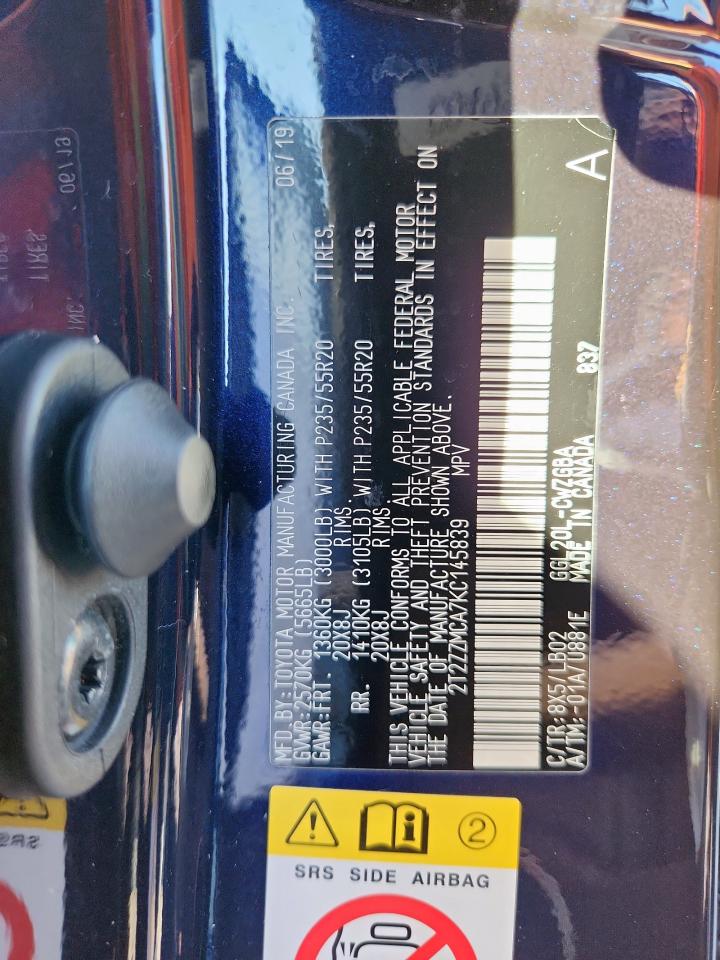 MFD.BY:TOYOTA MOTOR MANUFACTURING CANADA INC. 06/19
GVWR:2570KG (5665LB)
GAWR:FRT. 1360KG (3000LB) WITH P235/55R20 TIRES,
20X8J RIMS.
RR. 1410KG (3105LB) WITH P235/55R20 TIRES,
20X8J RIMS.
THIS VEHICLE CONFORMS TO ALL APPLICABLE FEDERAL MOTOR
VEHICLE SAFETY AND THEFT PREVENTION STANDARDS IN EFFECT ON
THE DATE OF MANUFACTURE SHOWN ABOVE.
2T2ZZMCA7KC145839 MPV
C/TR:8X5/LB02 GGL20L-CWZGBA 037
A/TM:-01A/U881E MADE IN CANADA
A
2
SRS SIDE AIRBAG